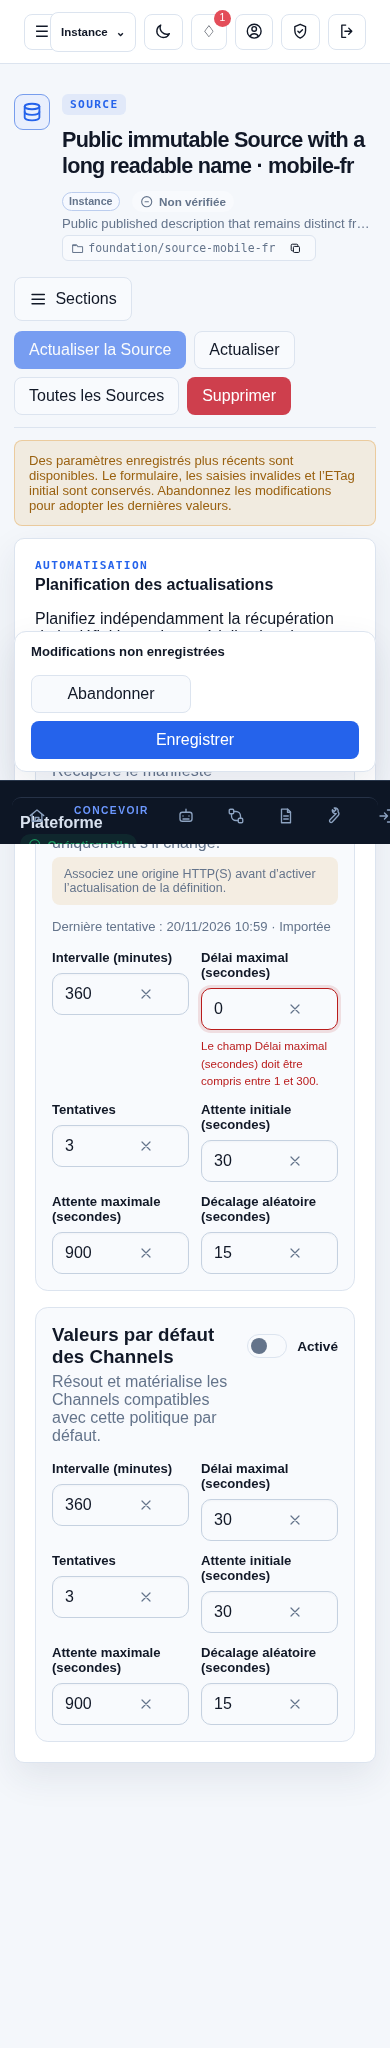 Instance
1
SOURCE
Public immutable Source with a
long readable name · mobile-fr
Instance
Non vérifiée
Public published description that remains distinct fr…
foundation/source-mobile-fr
Sections
Actualiser la Source
Actualiser
Toutes les Sources
Supprimer
Des paramètres enregistrés plus récents sont
disponibles. Le formulaire, les saisies invalides et l'ETag
initial sont conservés. Abandonnez les modifications
pour adopter les dernières valeurs.
AUTOMATISATION
Planification des actualisations
Planifiez indépendamment la récupération
Modifications non enregistrées
Abandonner
Enregistrer
Récupère le manifeste
CONCEVOIR
Plateforme
uniquement s'il change.
Associez une origine HTTP(S) avant d'activer
l'actualisation de la définition.
Dernière tentative : 20/11/2026 10:59 · Importée
Intervalle (minutes)
360
Délai maximal
(secondes)
0
Le champ Délai maximal
(secondes) doit être
compris entre 1 et 300.
Tentatives
3
Attente initiale
(secondes)
30
Attente maximale
(secondes)
900
Décalage aléatoire
(secondes)
15
Valeurs par défaut
des Channels
Activé
Résout et matérialise les
Channels compatibles
avec cette politique par
défaut.
Intervalle (minutes)
360
Délai maximal
(secondes)
30
Tentatives
3
Attente initiale
(secondes)
30
Attente maximale
(secondes)
900
Décalage aléatoire
(secondes)
15